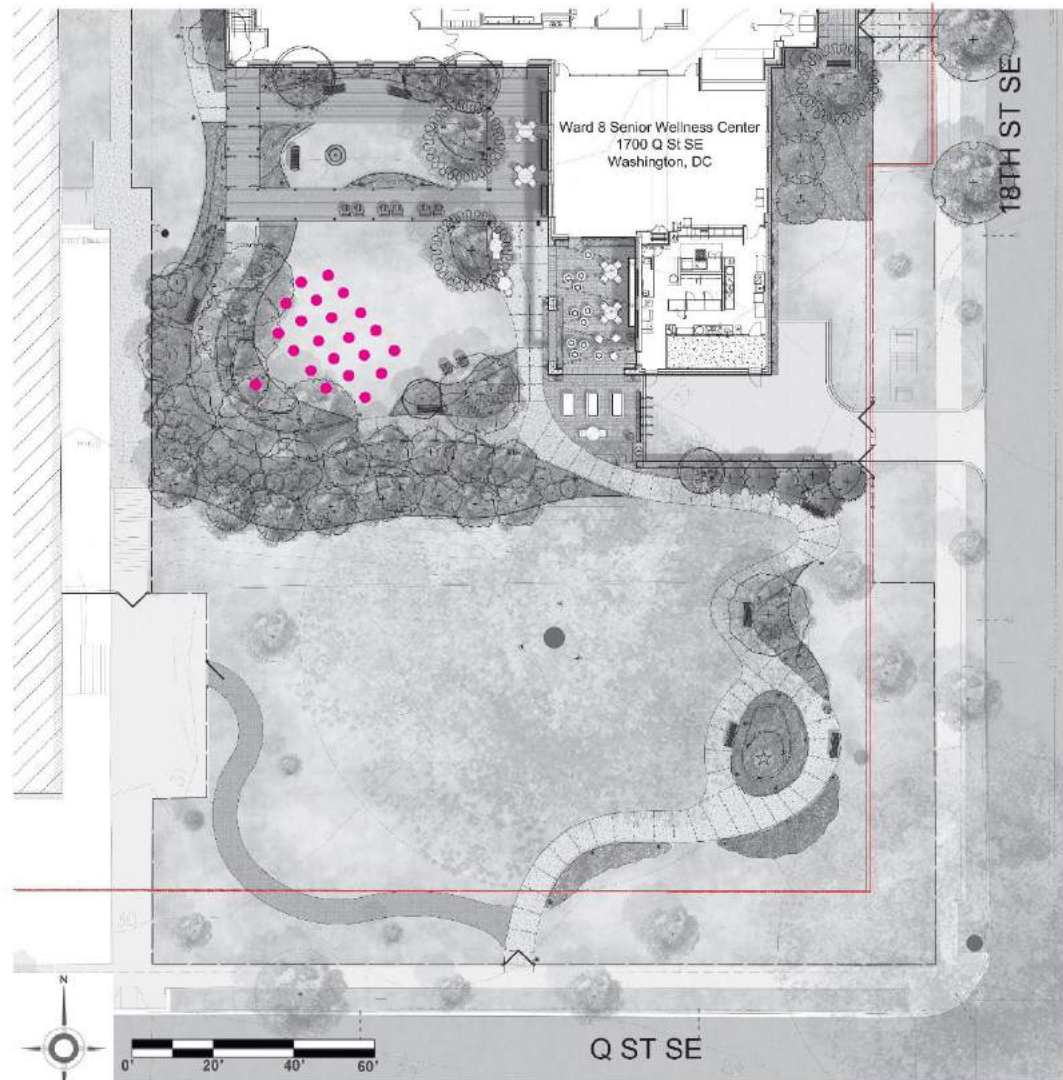 Ward 8 Senior Wellness Center
1700 Q St SE
Washington, DC
18TH ST SE
N
0'
20'
40'
60'
Q ST SE